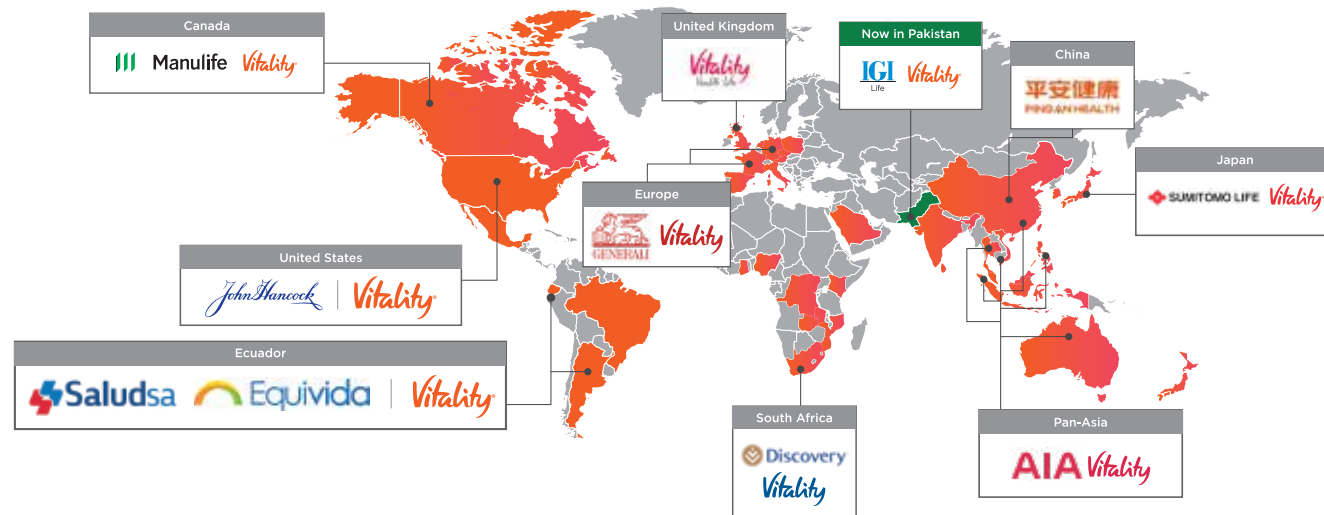 Canada
Manulife Vitality
United Kingdom
Vitality
Health Life
Now in Pakistan
IGI
Life
Vitality
China
平安健康
PING AN HEALTH
Japan
SUMITOMO LIFE Vitality
Europe
GENERALI Vitality
United States
John Hancock Vitality
Ecuador
Saludsa Equivida Vitality
South Africa
Discovery
Vitality
Pan-Asia
AIA Vitality